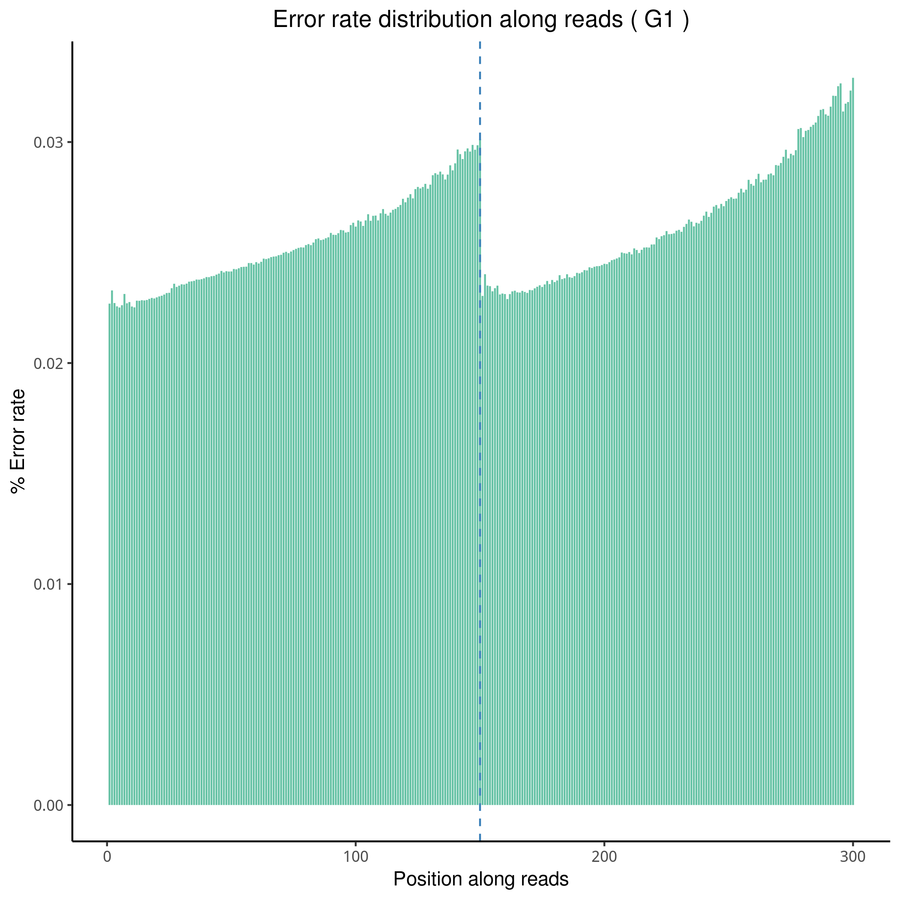 Error rate distribution along reads ( G1 )
% Error rate
0.03
0.02
0.01
0.00
0 100 200 300
Position along reads